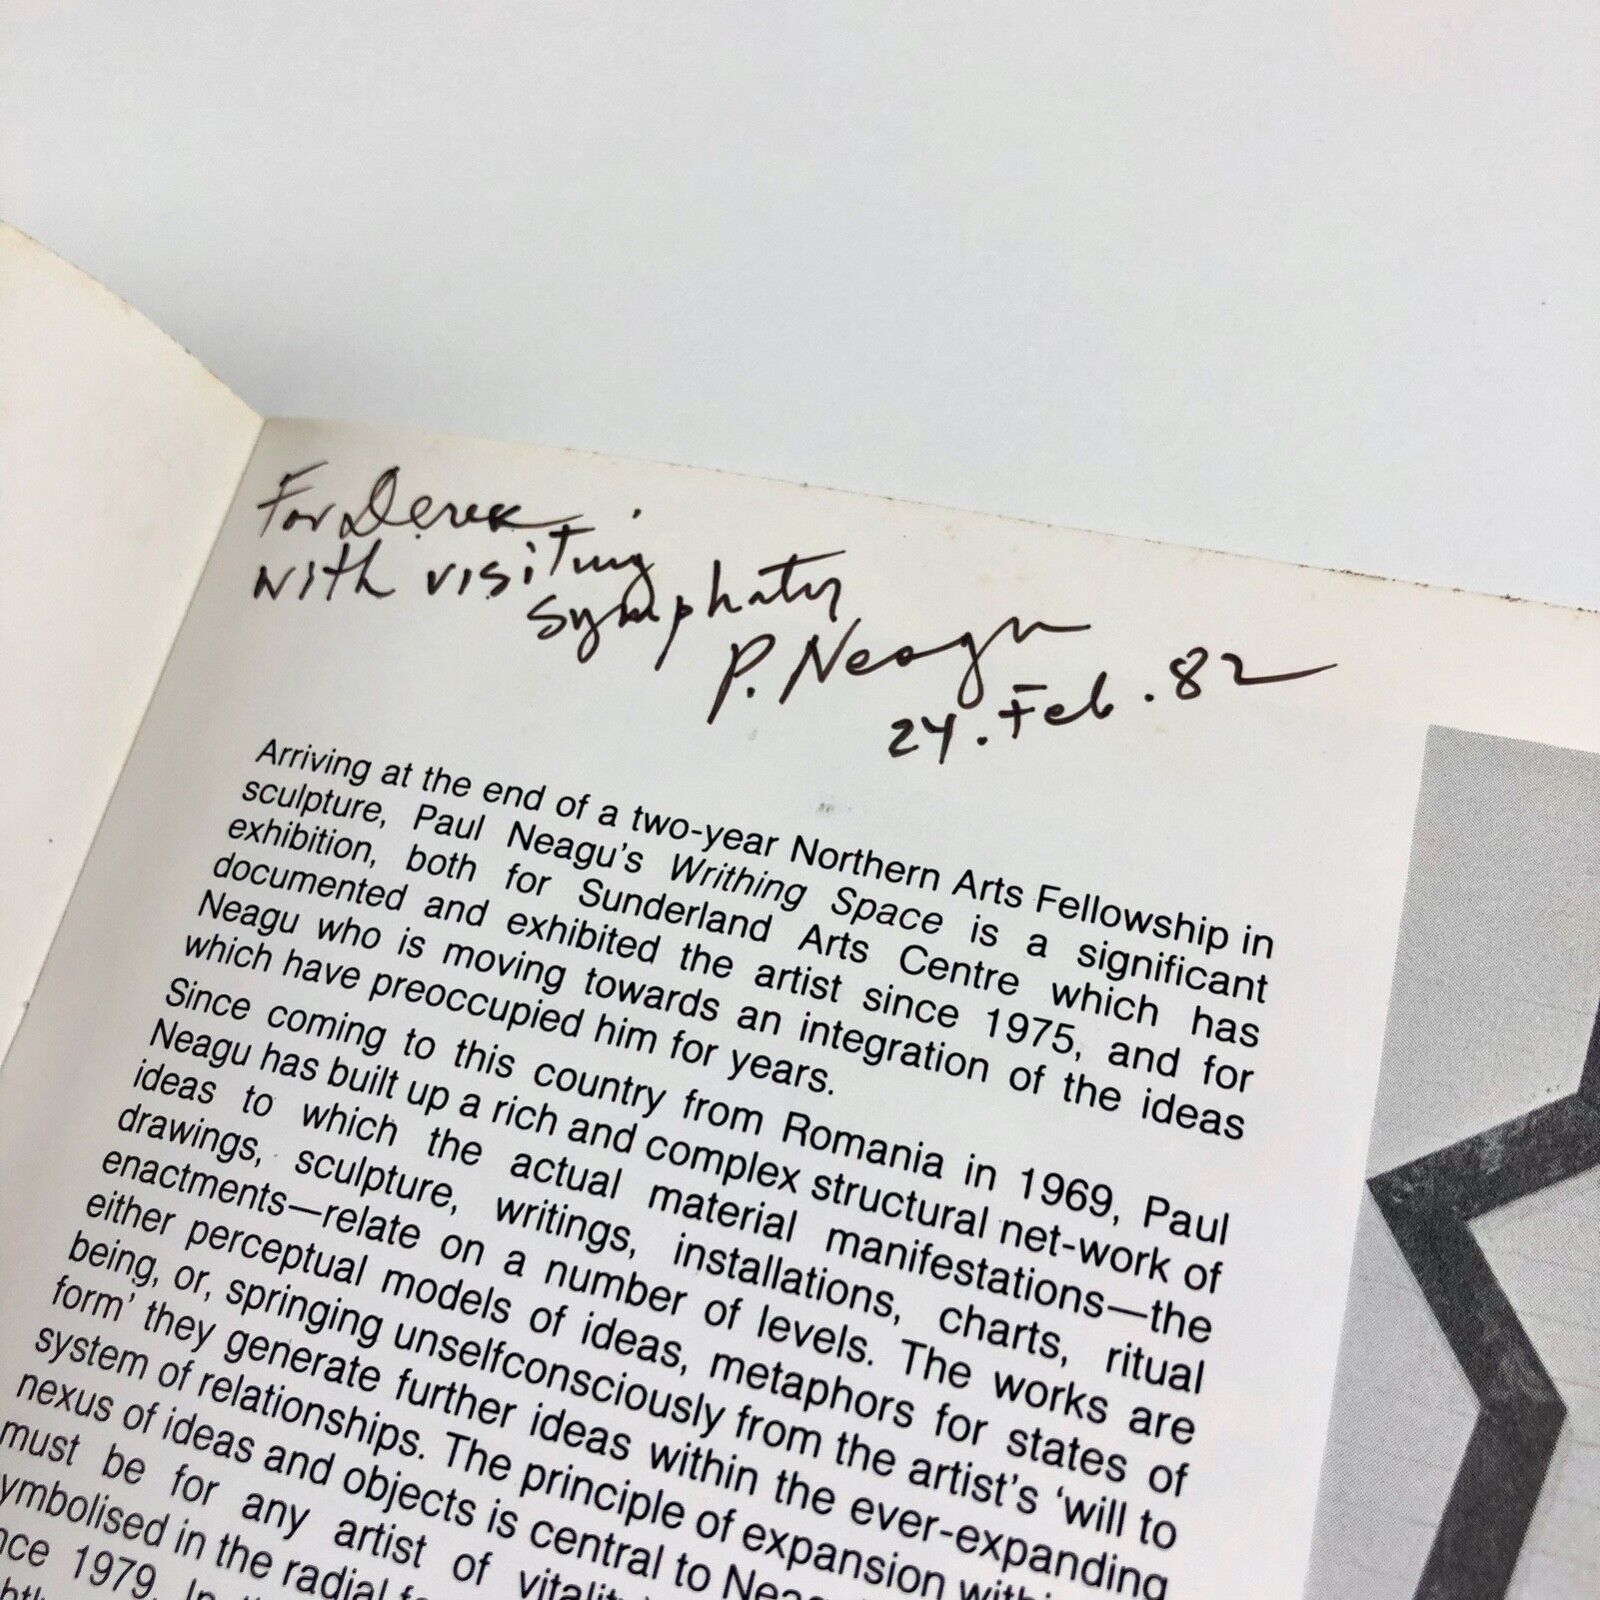 For Derek
with visiting
symphaty
P. Neagu
24. Feb. 82
Arriving at the end of a two-year Northern Arts Fellowship in
sculpture, Paul Neagu's Writhing Space is a significant
exhibition, both for Sunderland Arts Centre which has
documented and exhibited the artist since 1975, and for
Neagu who is moving towards an integration of the ideas
which have preoccupied him for years.
Since coming to this country from Romania in 1969, Paul
Neagu has built up a rich and complex structural net-work of
ideas to which the actual material manifestations—the
drawings, sculpture, writings, installations, charts, ritual
enactments—relate on a number of levels. The works are
either perceptual models of ideas, metaphors for states of
being, or, springing unselfconsciously from the artist's 'will to
form' they generate further ideas within the ever-expanding
system of relationships. The principle of expansion
nexus of ideas and objects is central to
must be for any artist of
ymbolised in the radial
nce 1979.